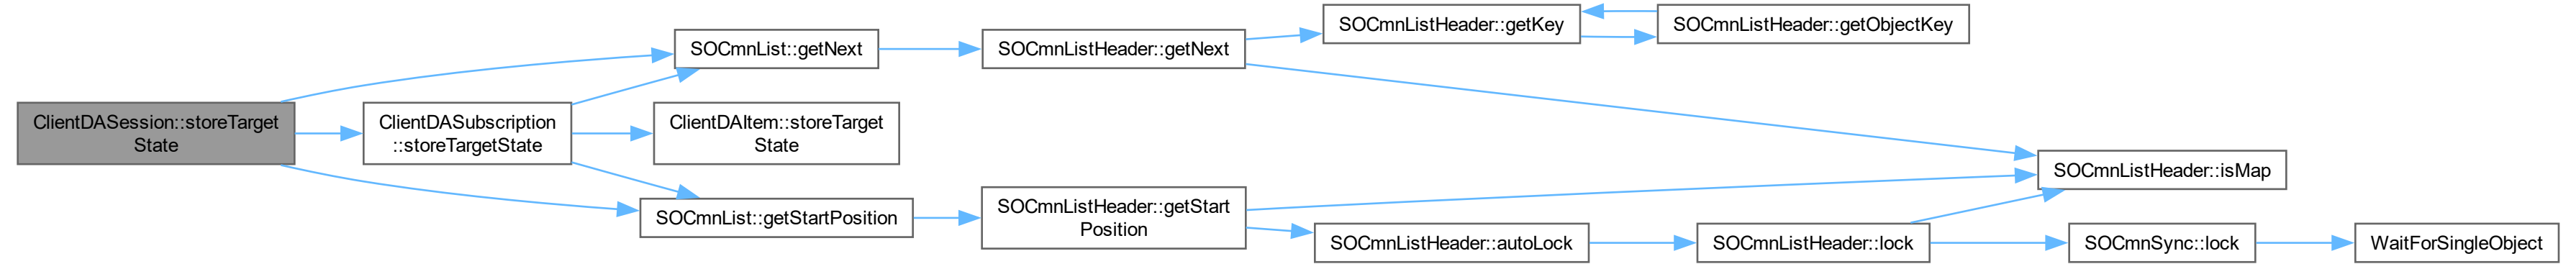 ClientDASession::storeTarget
State
ClientDASubscription
::storeTargetState
SOCmnList::getNext
ClientDAItem::storeTarget
State
SOCmnList::getStartPosition
SOCmnListHeader::getNext
SOCmnListHeader::getStart
Position
SOCmnListHeader::getKey
SOCmnListHeader::autoLock
SOCmnListHeader::getObjectKey
SOCmnListHeader::lock
SOCmnListHeader::isMap
SOCmnSync::lock
WaitForSingleObject